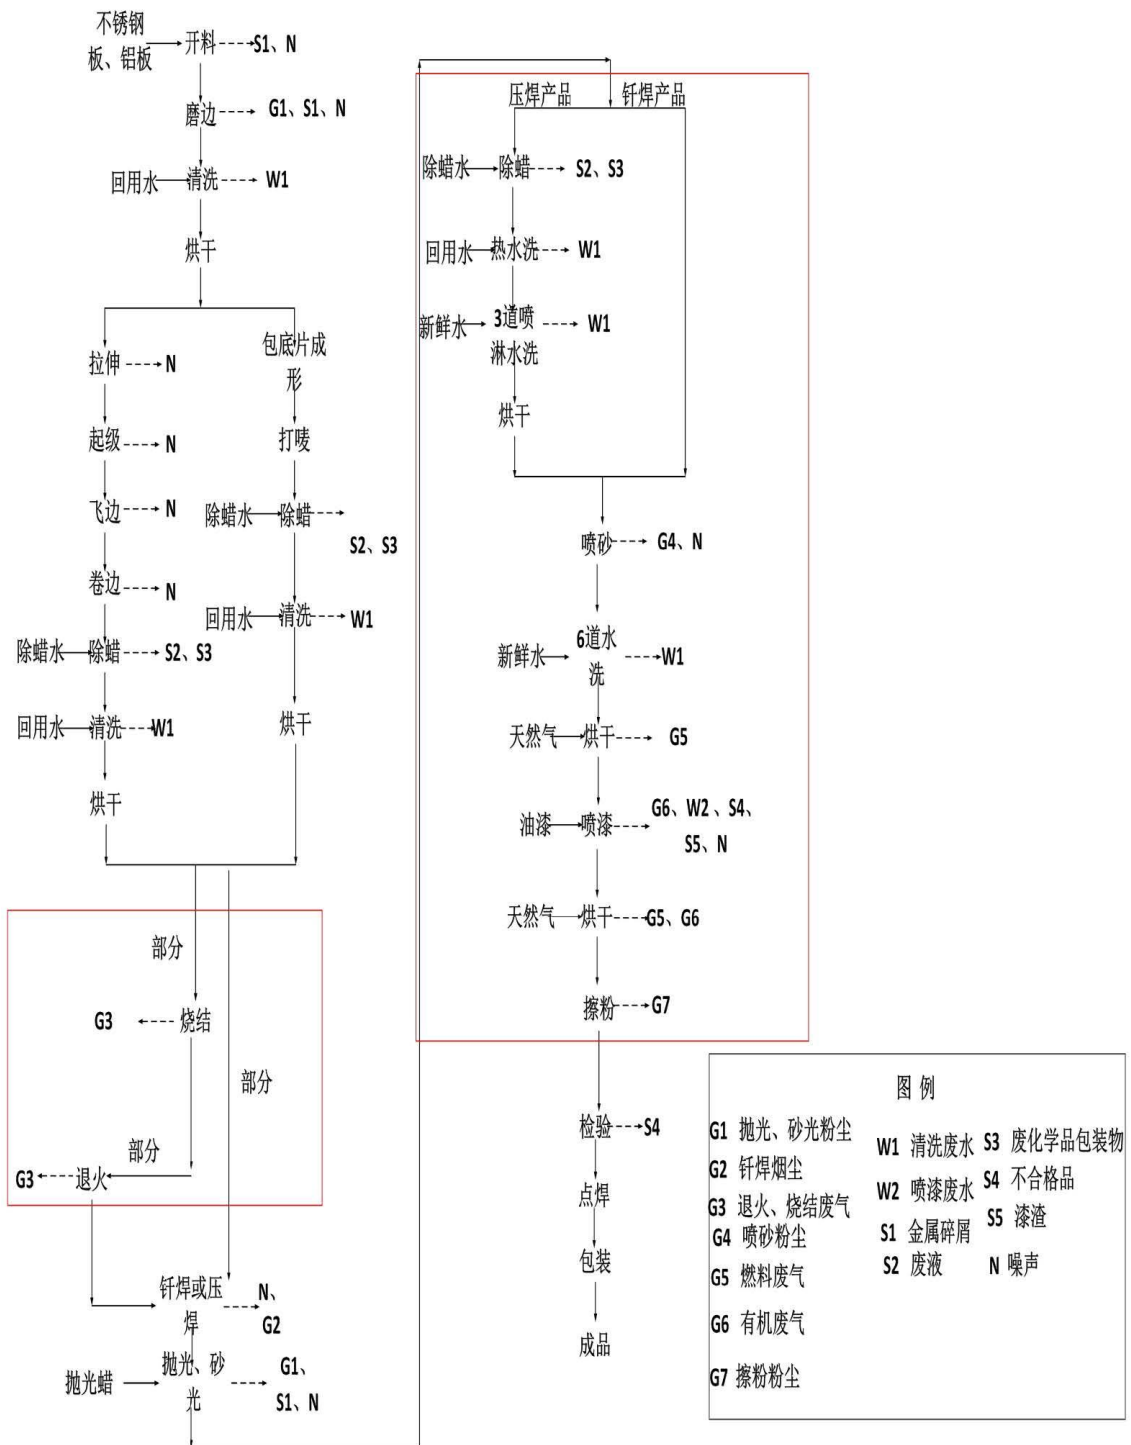 不锈钢
板、铝板
开料
S1、N
磨边
G1、S1、N
回用水
清洗
W1
烘干
拉伸
N
起级
N
飞边
N
卷边
N
除蜡水
除蜡
S2、S3
回用水
清洗
W1
烘干
包底片成
形
打唛
除蜡水
除蜡
S2、S3
回用水
清洗
W1
烘干
部分
G3
烧结
部分
部分
G3
退火
钎焊或压
焊
N、
G2
抛光蜡
抛光、砂
光
G1、
S1、N
压焊产品
钎焊产品
除蜡水
除蜡
S2、S3
回用水
热水洗
W1
新鲜水
3道喷
淋水洗
W1
烘干
喷砂
G4、N
新鲜水
6道水
洗
W1
天然气
烘干
G5
油漆
喷漆
G6、W2 、S4、
S5、N
天然气
烘干
G5、G6
擦粉
G7
检验
S4
点焊
包装
成品
图 例
G1 抛光、砂光粉尘
G2 钎焊烟尘
G3 退火、烧结废气
G4 喷砂粉尘
G5 燃料废气
G6 有机废气
G7 擦粉粉尘
W1 清洗废水
W2 喷漆废水
S1 金属碎屑
S2 废液
S3 废化学品包装物
S4 不合格品
S5 漆渣
N 噪声